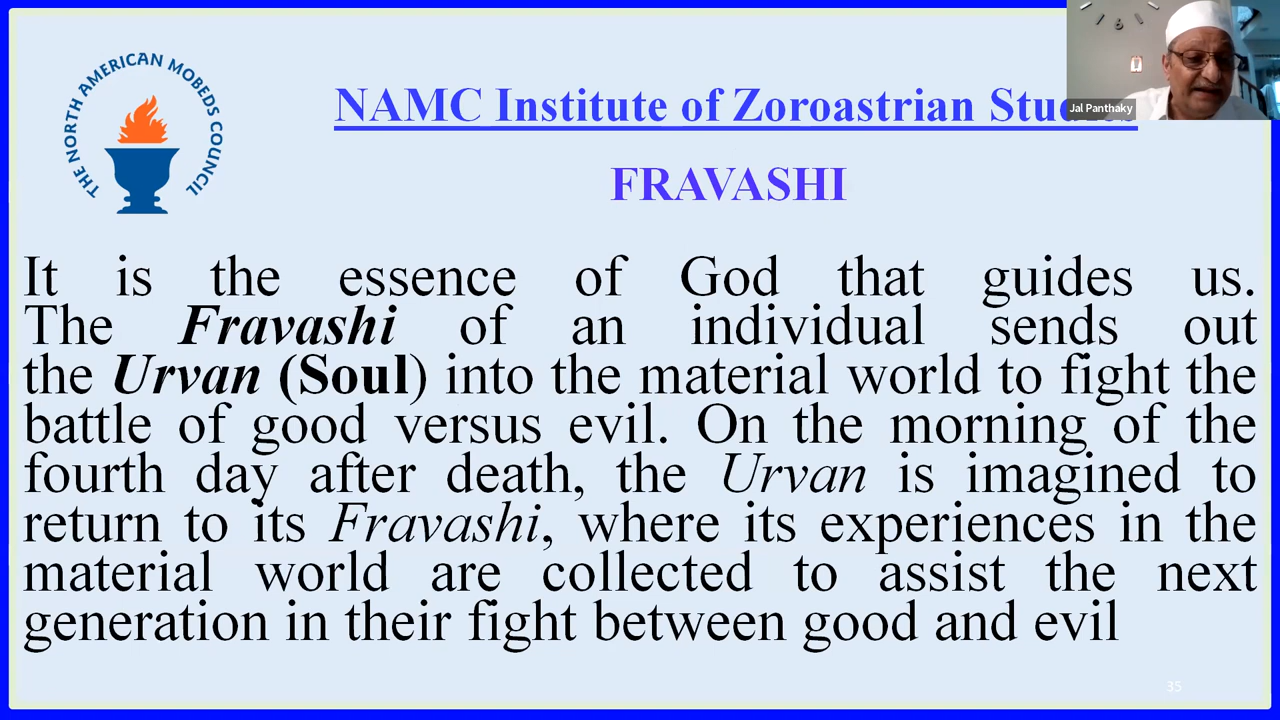 THE NORTH AMERICAN MOBEDS COUNCIL
NAMC Institute of Zoroastrian
Jal Panthaky
FRAVASHI
It is the essence of God that guides us.
The Fravashi of an individual sends out
the Urvan (Soul) into the material world to fight the
battle of good versus evil. On the morning of the
fourth day after death, the Urvan is imagined to
return to its Fravashi, where its experiences in the
material world are collected to assist the next
generation in their fight between good and evil
35